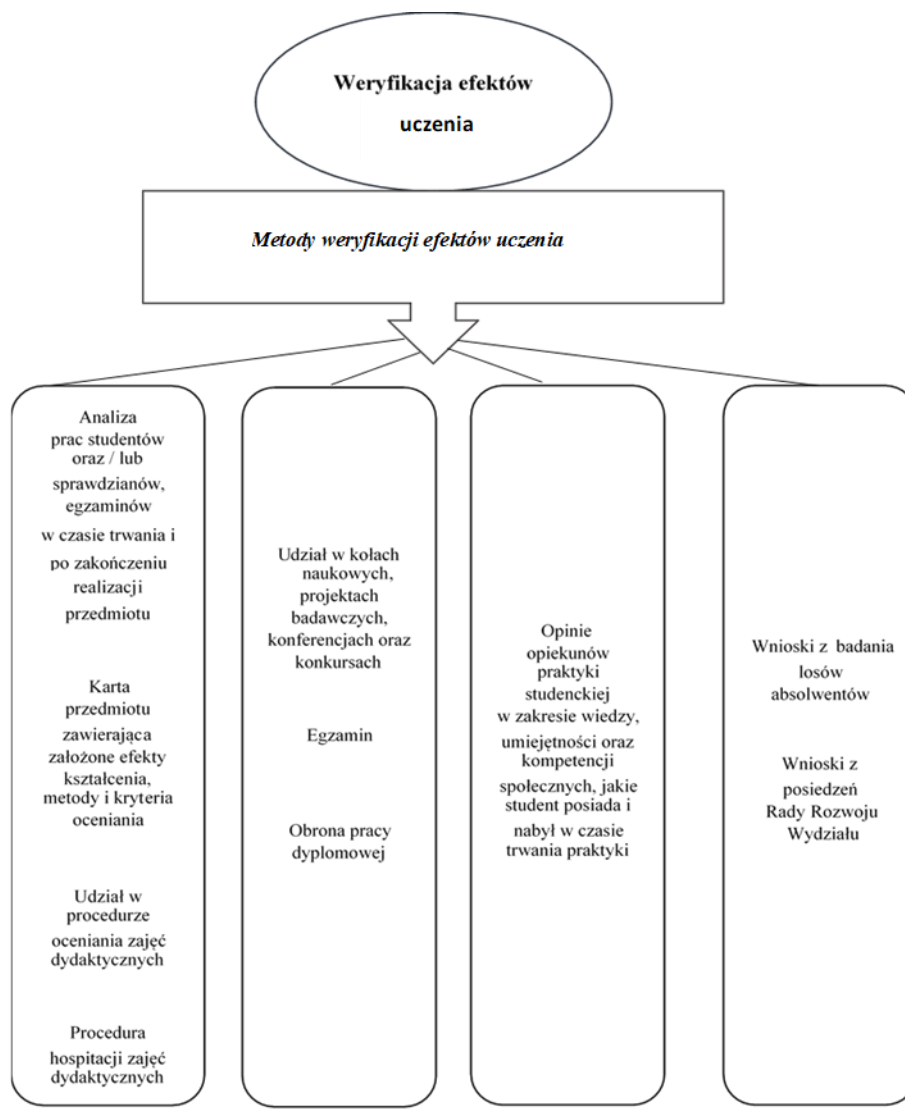 Weryfikacja efektów
uczenia
Metody weryfikacji efektów uczenia
Analiza
prac studentów
oraz / lub
sprawdzianów,
egzaminów
w czasie trwania i
po zakończeniu
realizacji
przedmiotu
Karta
przedmiotu
zawierająca
założone efekty
kształcenia,
metody i kryteria
oceniania
Udział w
procedurze
oceniania zajęć
dydaktycznych
Procedura
hospitacji zajęć
dydaktycznych
Udział w kołach
naukowych,
projektach
badawczych,
konferencjach oraz
konkursach
Egzamin
Obrona pracy
dyplomowej
Opinie
opiekunów
praktyki
studenckiej
w zakresie wiedzy,
umiejętności oraz
kompetencji
społecznych, jakie
student posiada i
nabył w czasie
trwania praktyki
Wnioski z badania
losów
absolwentów
Wnioski z
posiedzeń
Rady Rozwoju
Wydziału